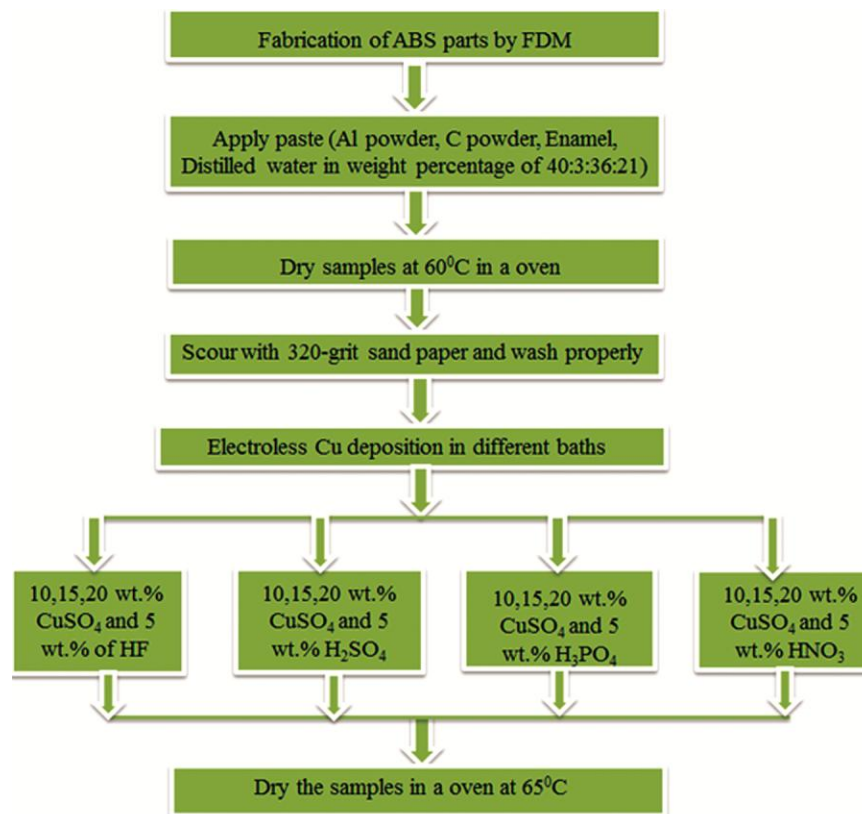 Fabrication of ABS parts by FDM
Apply paste (Al powder, C powder, Enamel,
Distilled water in weight percentage of 40:3:36:21)
Dry samples at 60⁰C in a oven
Scour with 320-grit sand paper and wash properly
Electroless Cu deposition in different baths
10,15,20 wt.%
CuSO₄ and 5
wt.% of HF
10,15,20 wt.%
CuSO₄ and 5
wt.% H₂SO₄
10,15,20 wt.%
CuSO₄ and 5
wt.% H₃PO₄
10,15,20 wt.%
CuSO₄ and 5
wt.% HNO₃
Dry the samples in a oven at 65⁰C